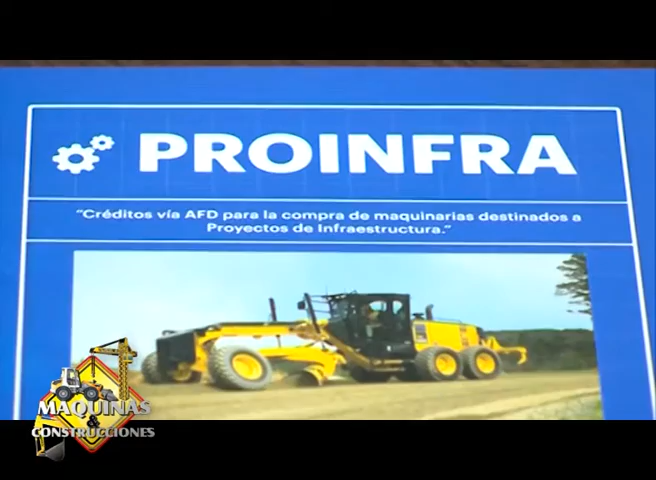 PROINFRA
“Créditos vía AFD para la compra de maquinarias destinados a
Proyectos de Infraestructura.”
MAQUINAS
&
CONSTRUCCIONES